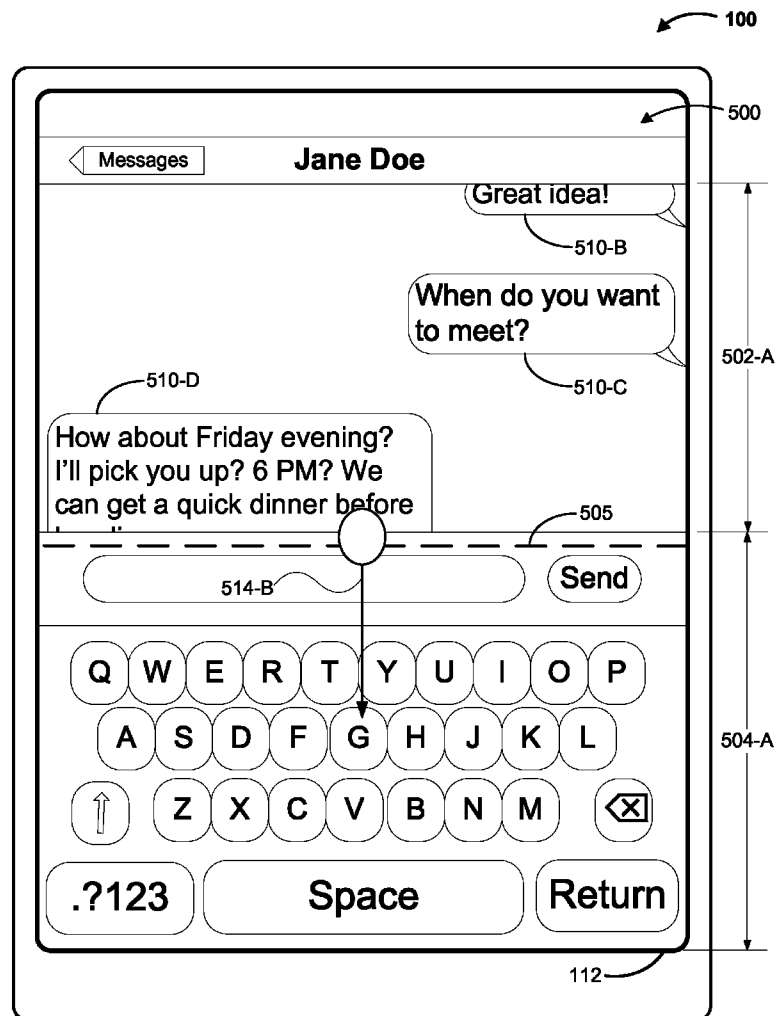 100
500
Messages
Jane Doe
Great idea!
510-B
When do you want
to meet?
502-A
510-C
510-D
How about Friday evening?
I'll pick you up? 6 PM? We
can get a quick dinner before
505
514-B
Send
Q W E R T Y U I O P
A S D F G H J K L
504-A
Z X C V B N M
.?123
Space
Return
112